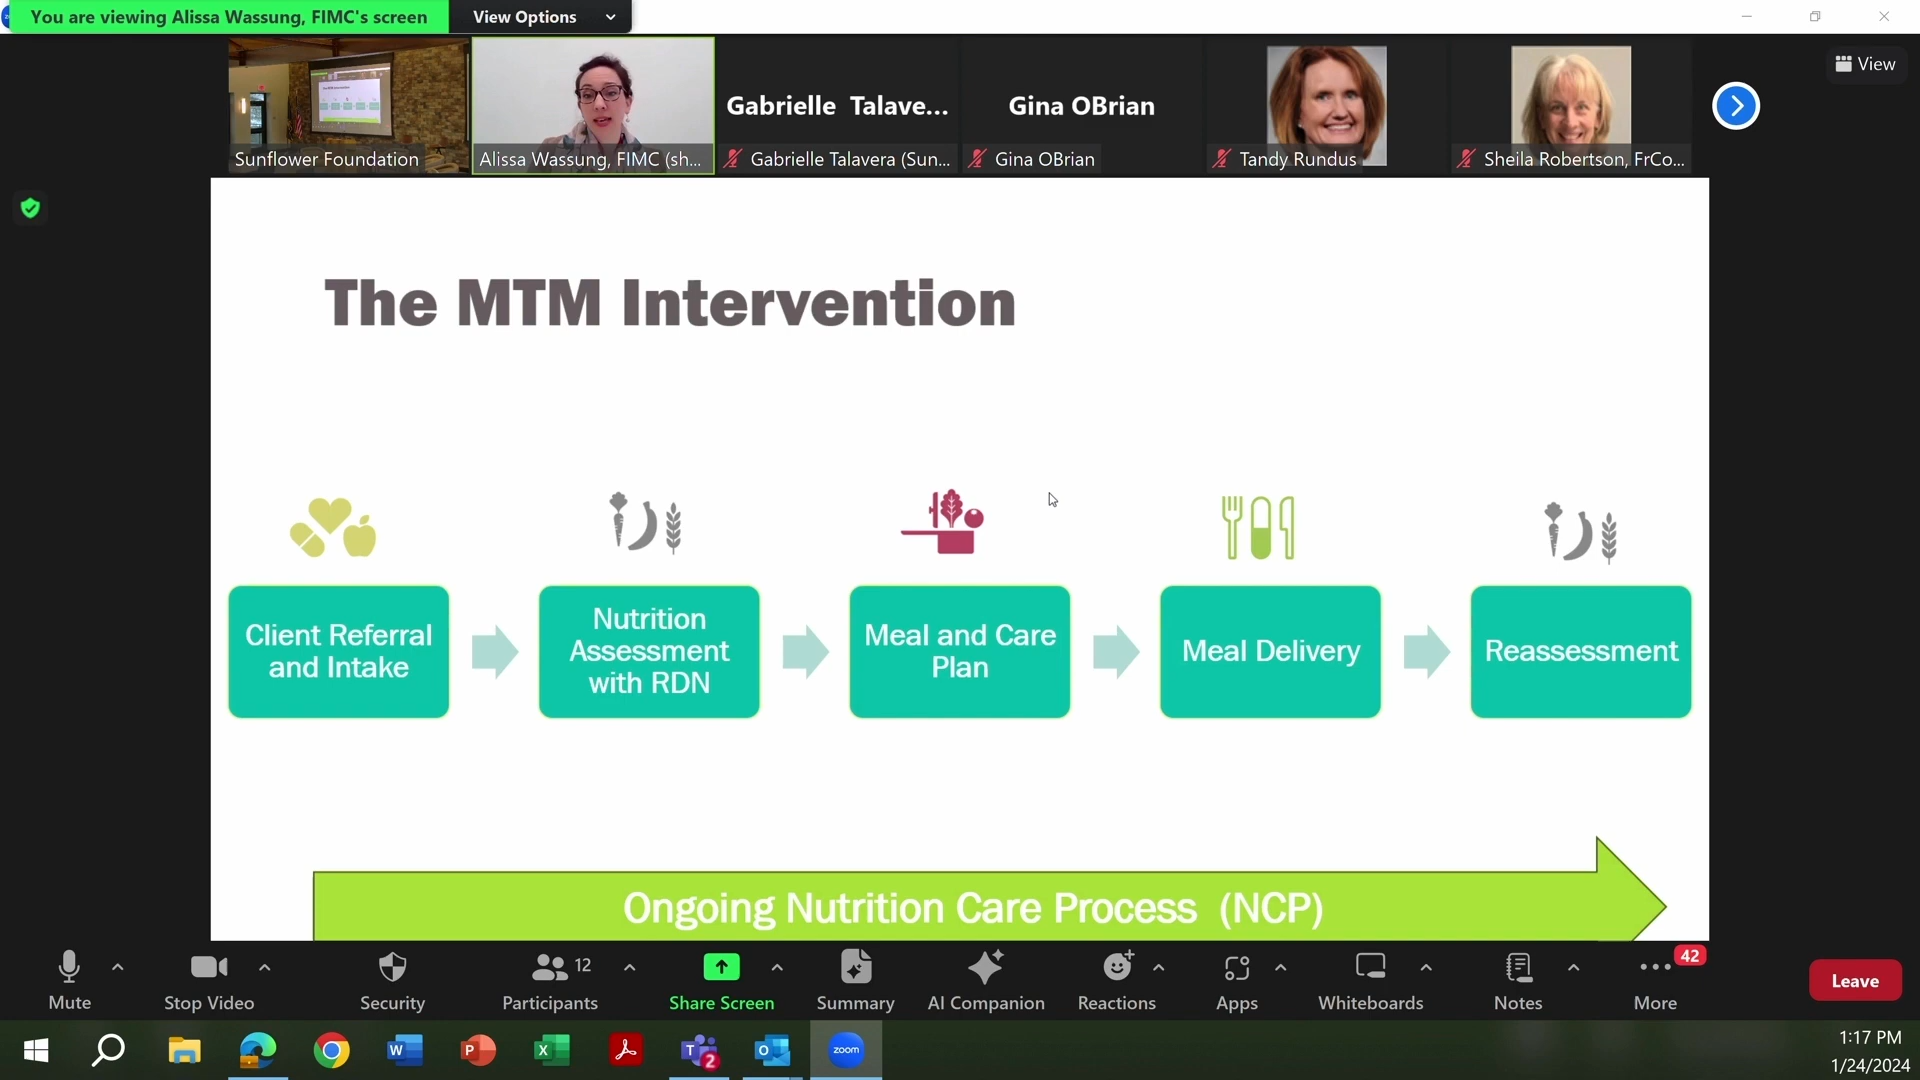 You are viewing Alissa Wassung, FIMC's screen
View Options
View
Gabrielle Talave...
Gina OBrian
Sunflower Foundation
Alissa Wassung, FIMC (sh...
Gabrielle Talavera (Sun...
Gina OBrian
Tandy Rundus
Sheila Robertson, FrCo...
The MTM Intervention
Client Referral
and Intake
Nutrition
Assessment
with RDN
Meal and Care
Plan
Meal Delivery
Reassessment
Ongoing Nutrition Care Process (NCP)
12
42
Mute
Stop Video
Security
Participants
Share Screen
Summary
AI Companion
Reactions
Apps
Whiteboards
Notes
More
Leave
W
P
X
T
2
O
zoom
1:17 PM
1/24/2024